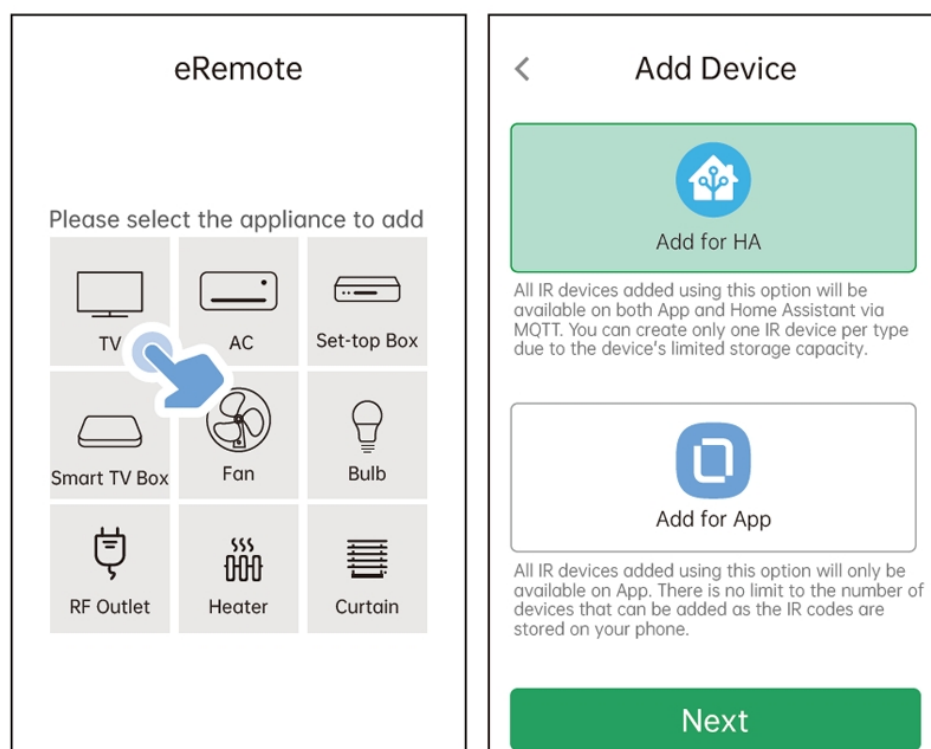 eRemote
Please select the appliance to add
TV
AC
Set-top Box
Smart TV Box
Fan
Bulb
RF Outlet
Heater
Curtain
Add Device
Add for HA
All IR devices added using this option will be
available on both App and Home Assistant via
MQTT. You can create only one IR device per type
due to the device's limited storage capacity.
Add for App
All IR devices added using this option will only be
available on App. There is no limit to the number of
devices that can be added as the IR codes are
stored on your phone.
Next